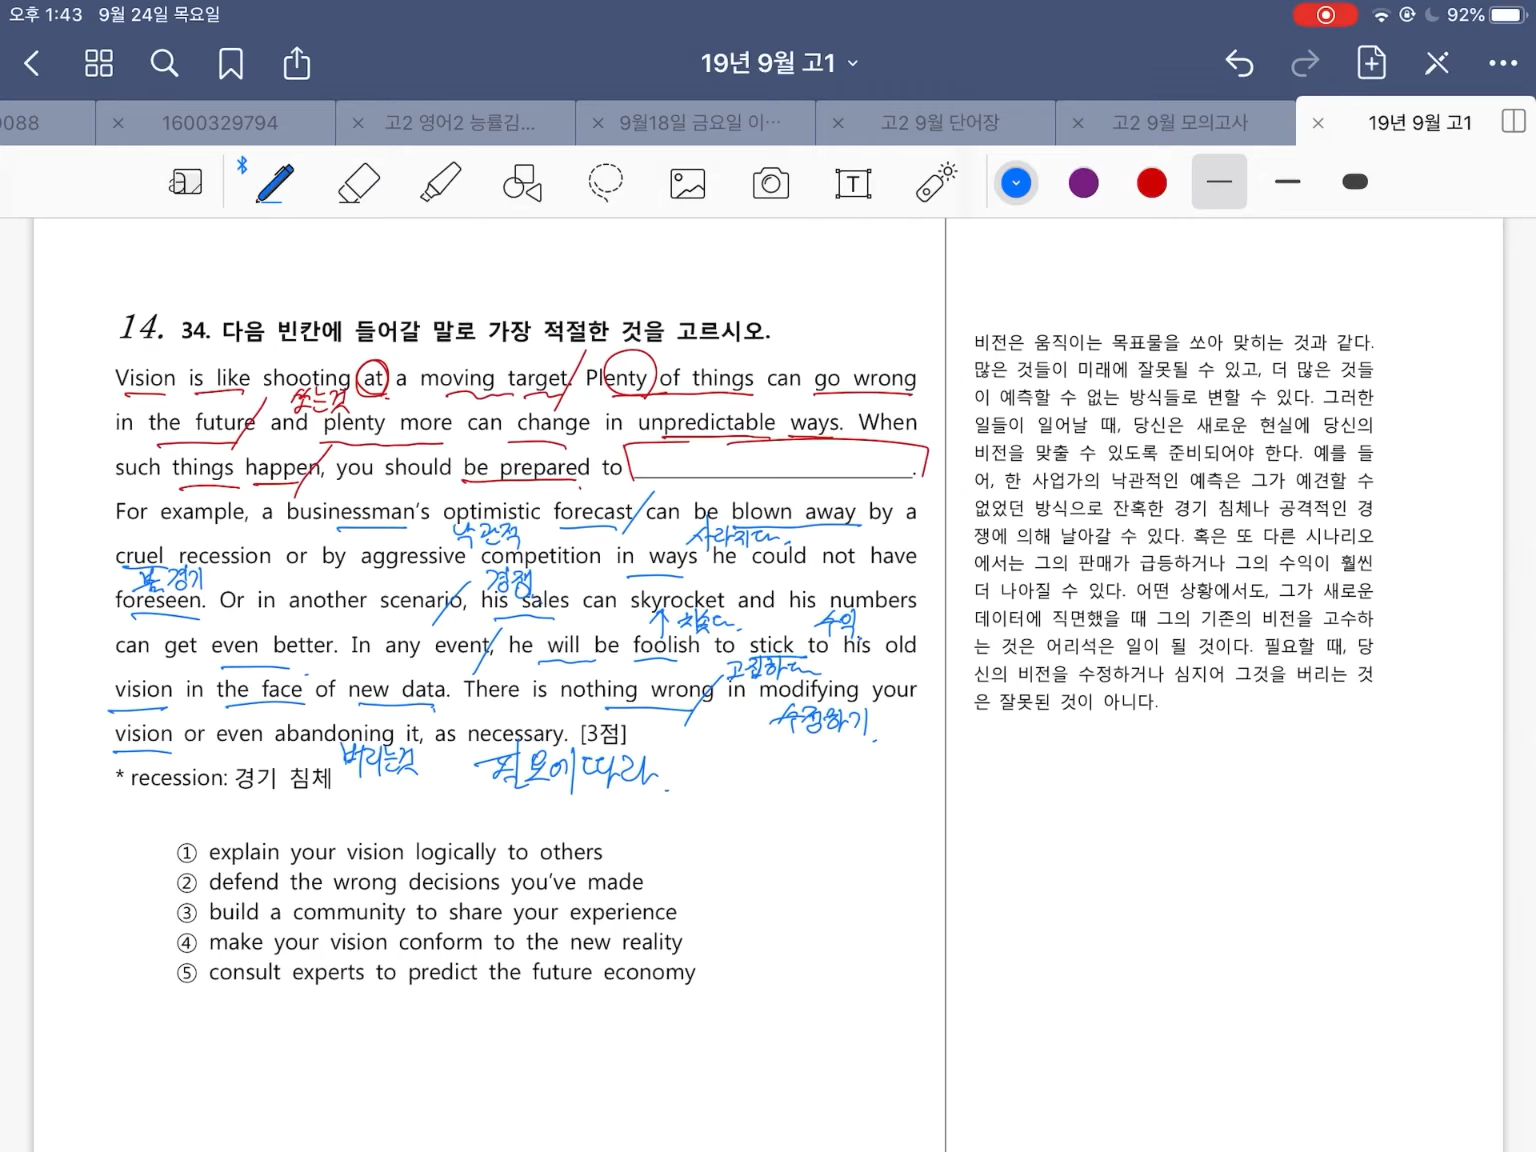 오후 1:43 9월 24일 목요일
92%
19년 9월 고1
0088
1600329794
고2 영어2 능률김...
9월18일 금요일 이...
고2 9월 단어장
고2 9월 모의고사
19년 9월 고1
14. 34. 다음 빈칸에 들어갈 말로 가장 적절한 것을 고르시오.
Vision is like shooting at a moving target. Plenty of things can go wrong
쏘는것
in the future and plenty more can change in unpredictable ways. When
such things happen, you should be prepared to .
For example, a businessman's optimistic forecast can be blown away by a
낙관적 사라지다.
cruel recession or by aggressive competition in ways he could not have
경기 경쟁
foreseen. Or in another scenario, his sales can skyrocket and his numbers
↑ 치솟다. 수익.
can get even better. In any event, he will be foolish to stick to his old
고집하다
vision in the face of new data. There is nothing wrong in modifying your
수정하기.
vision or even abandoning it, as necessary. [3점]
버리는것 필요에 따라.
* recession: 경기 침체
① explain your vision logically to others
② defend the wrong decisions you've made
③ build a community to share your experience
④ make your vision conform to the new reality
⑤ consult experts to predict the future economy
비전은 움직이는 목표물을 쏘아 맞히는 것과 같다.
많은 것들이 미래에 잘못될 수 있고, 더 많은 것들
이 예측할 수 없는 방식들로 변할 수 있다. 그러한
일들이 일어날 때, 당신은 새로운 현실에 당신의
비전을 맞출 수 있도록 준비되어야 한다. 예를 들
어, 한 사업가의 낙관적인 예측은 그가 예견할 수
없었던 방식으로 잔혹한 경기 침체나 공격적인 경
쟁에 의해 날아갈 수 있다. 혹은 또 다른 시나리오
에서는 그의 판매가 급등하거나 그의 수익이 훨씬
더 나아질 수 있다. 어떤 상황에서도, 그가 새로운
데이터에 직면했을 때 그의 기존의 비전을 고수하
는 것은 어리석은 일이 될 것이다. 필요할 때, 당
신의 비전을 수정하거나 심지어 그것을 버리는 것
은 잘못된 것이 아니다.